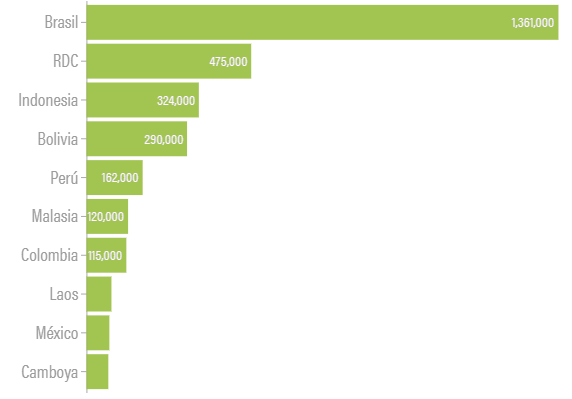 Brasil 1,361,000
RDC 475,000
Indonesia 324,000
Bolivia 290,000
Perú 162,000
Malasia 120,000
Colombia 115,000
Laos
México
Camboya